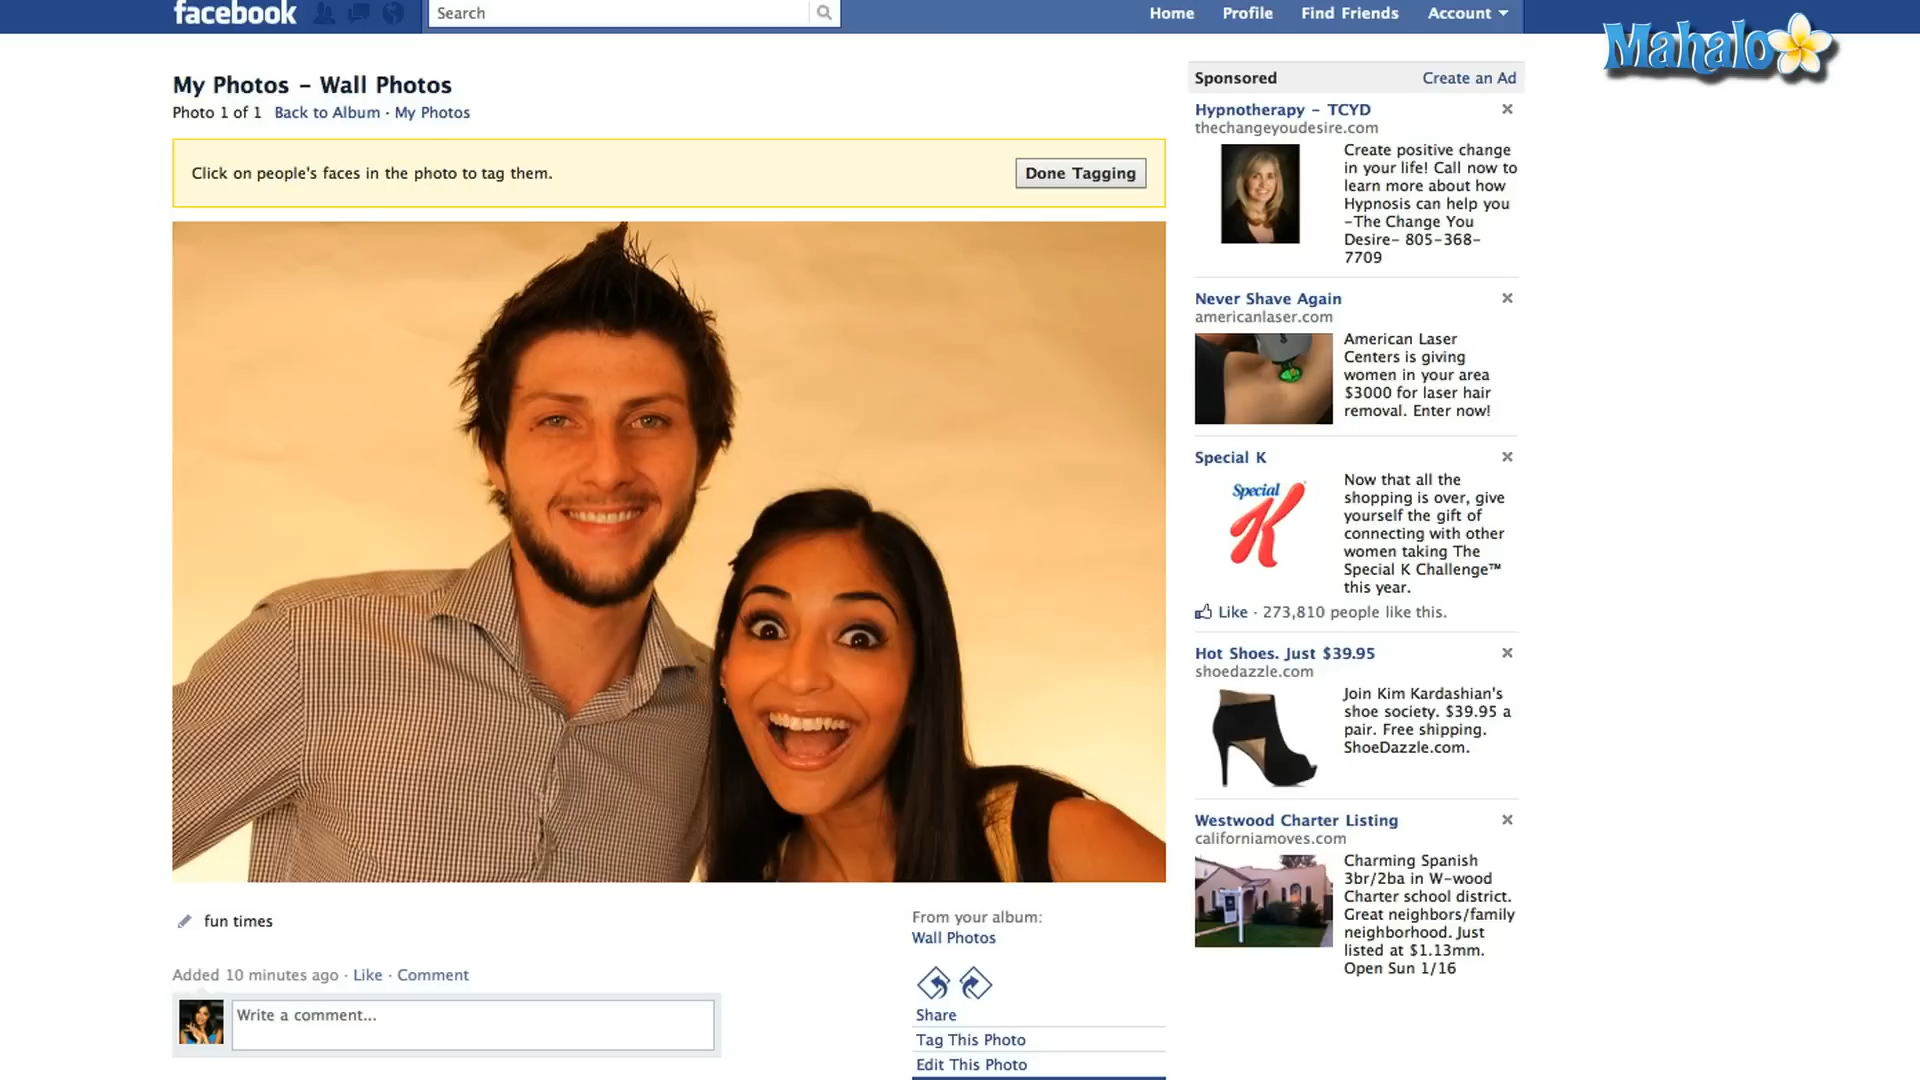 facebook
Search
Home
Profile
Find Friends
Account
Mahalo
My Photos – Wall Photos
Photo 1 of 1 Back to Album · My Photos
Click on people's faces in the photo to tag them.
Done Tagging
fun times
Added 10 minutes ago · Like · Comment
Write a comment...
From your album:
Wall Photos
Share
Tag This Photo
Edit This Photo
Sponsored
Create an Ad
Hypnotherapy – TCYD
thechangeyoudesire.com
Create positive change
in your life! Call now to
learn more about how
Hypnosis can help you
–The Change You
Desire– 805–368–
7709
Never Shave Again
americanlaser.com
American Laser
Centers is giving
women in your area
$3000 for laser hair
removal. Enter now!
Special K
Special
K
Now that all the
shopping is over, give
yourself the gift of
connecting with other
women taking The
Special K Challenge™
this year.
Like · 273,810 people like this.
Hot Shoes. Just $39.95
shoedazzle.com
Join Kim Kardashian's
shoe society. $39.95 a
pair. Free shipping.
ShoeDazzle.com.
Westwood Charter Listing
californiamoves.com
Charming Spanish
3br/2ba in W-wood
Charter school district.
Great neighbors/family
neighborhood. Just
listed at $1.13mm.
Open Sun 1/16